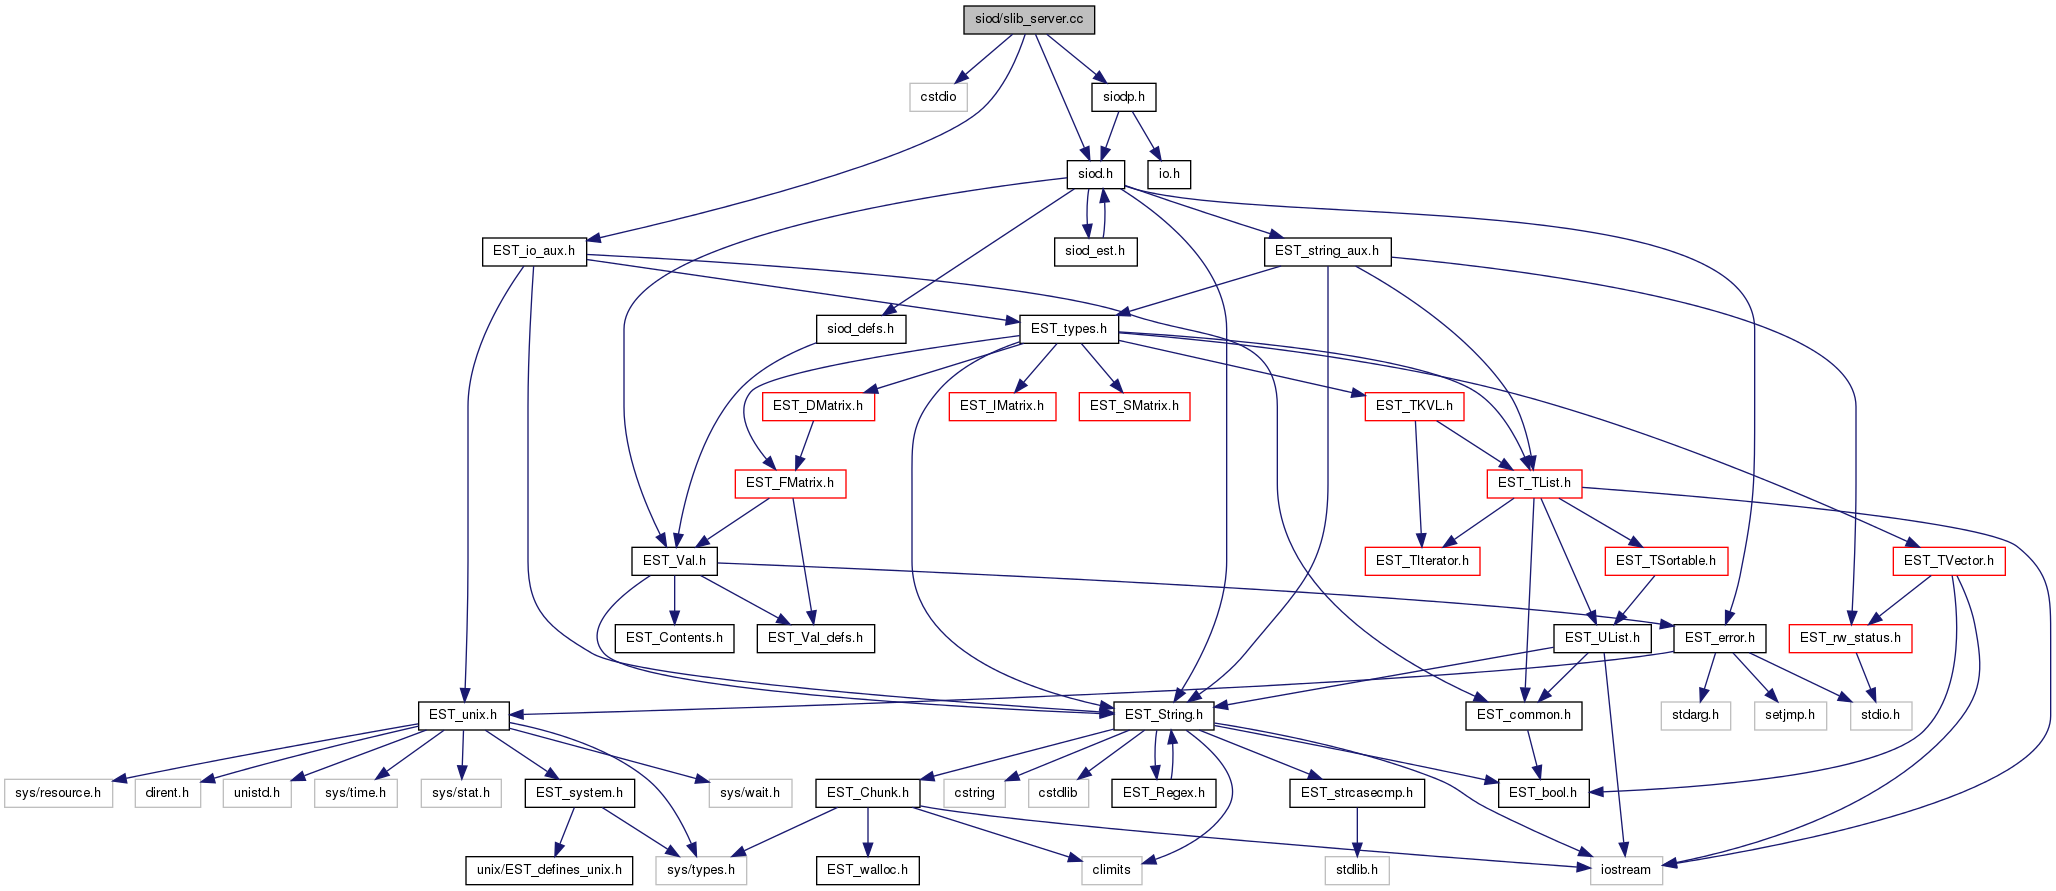 siod/slib_server.cc
cstdio
siodp.h
siod.h
io.h
EST_io_aux.h
siod_est.h
EST_string_aux.h
siod_defs.h
EST_types.h
EST_DMatrix.h
EST_IMatrix.h
EST_SMatrix.h
EST_TKVL.h
EST_FMatrix.h
EST_TList.h
EST_Val.h
EST_TIterator.h
EST_TSortable.h
EST_TVector.h
EST_Contents.h
EST_Val_defs.h
EST_UList.h
EST_error.h
EST_rw_status.h
EST_unix.h
EST_String.h
EST_common.h
stdarg.h
setjmp.h
stdio.h
sys/resource.h
dirent.h
unistd.h
sys/time.h
sys/stat.h
EST_system.h
sys/wait.h
EST_Chunk.h
cstring
cstdlib
EST_Regex.h
EST_strcasecmp.h
EST_bool.h
unix/EST_defines_unix.h
sys/types.h
EST_walloc.h
climits
stdlib.h
iostream